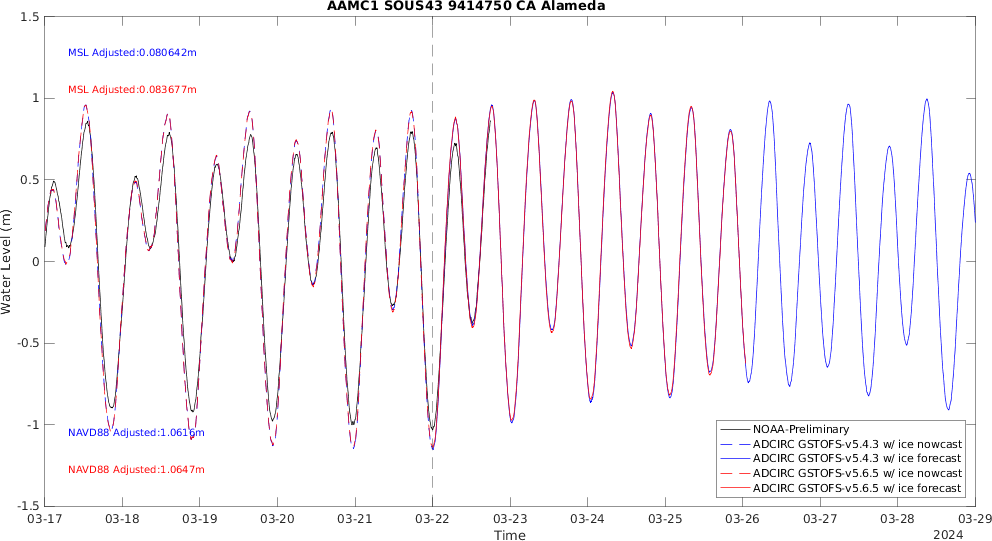 AAMC1 SOUS43 9414750 CA Alameda
1.5
MSL Adjusted:0.080642m
MSL Adjusted:0.083677m
1
0.5
Water Level (m)
0
-0.5
-1
NAVD88 Adjusted:1.0616m
NAVD88 Adjusted:1.0647m
-1.5
NOAA-Preliminary
ADCIRC GSTOFS-v5.4.3 w/ ice nowcast
ADCIRC GSTOFS-v5.4.3 w/ ice forecast
ADCIRC GSTOFS-v5.6.5 w/ ice nowcast
ADCIRC GSTOFS-v5.6.5 w/ ice forecast
03-17 03-18 03-19 03-20 03-21 03-22 03-23 03-24 03-25 03-26 03-27 03-28 03-29
Time
2024